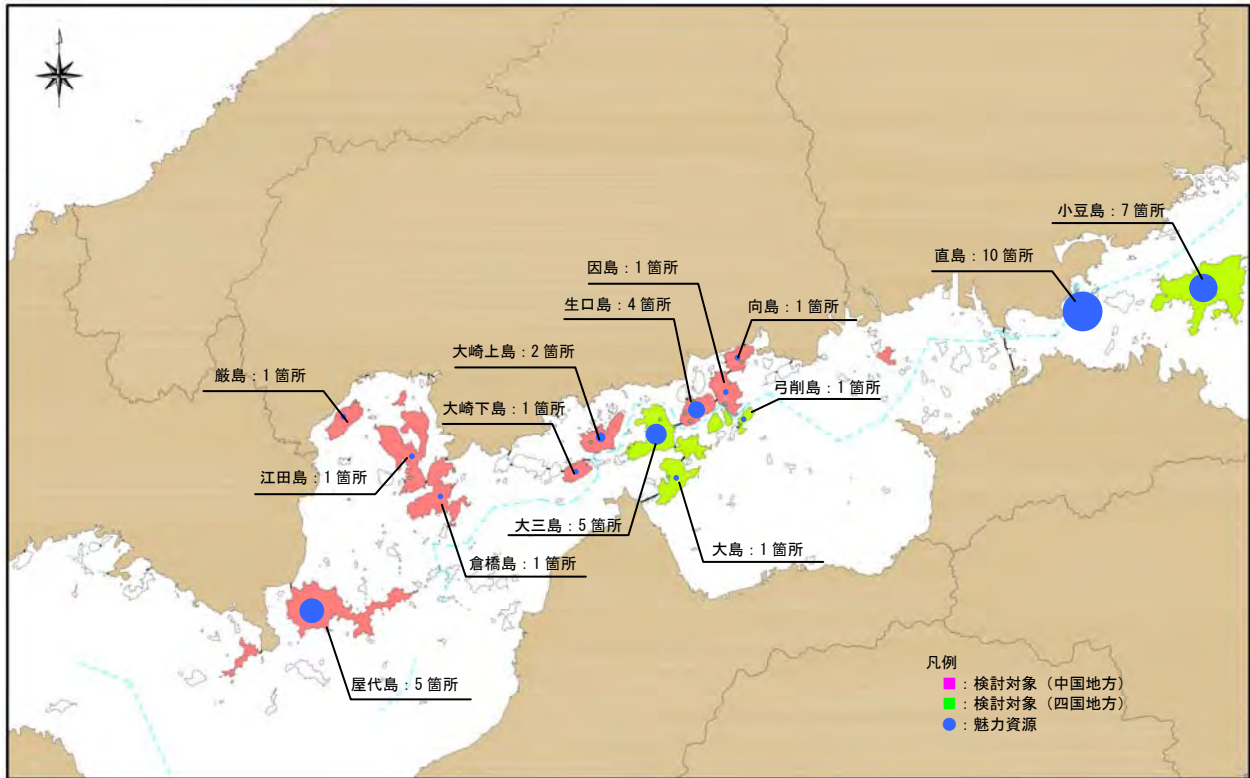 小豆島：7 箇所
直島：10 箇所
因島：1 箇所
生口島：4 箇所
向島：1 箇所
大崎上島：2 箇所
厳島：1 箇所
弓削島：1 箇所
大崎下島：1 箇所
江田島：1 箇所
大三島：5 箇所
大島：1 箇所
倉橋島：1 箇所
屋代島：5 箇所
凡例
：検討対象（中国地方）
：検討対象（四国地方）
：魅力資源